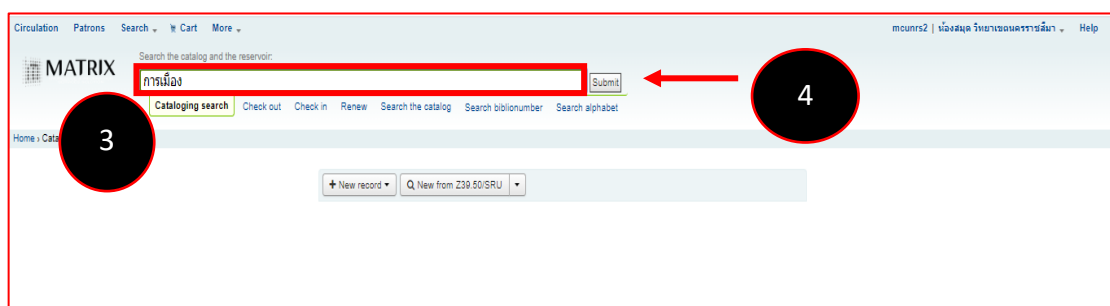 Circulation Patrons Search Cart More mcunrs2 | ห้องสมุด วิทยาเขตนครราชสีมา Help
MATRIX
Search the catalog and the reservoir:
การเมือง
Submit
4
Cataloging search Check out Check in Renew Search the catalog Search biblionumber Search alphabet
3
Home › Cata
+ New record New from Z39.50/SRU